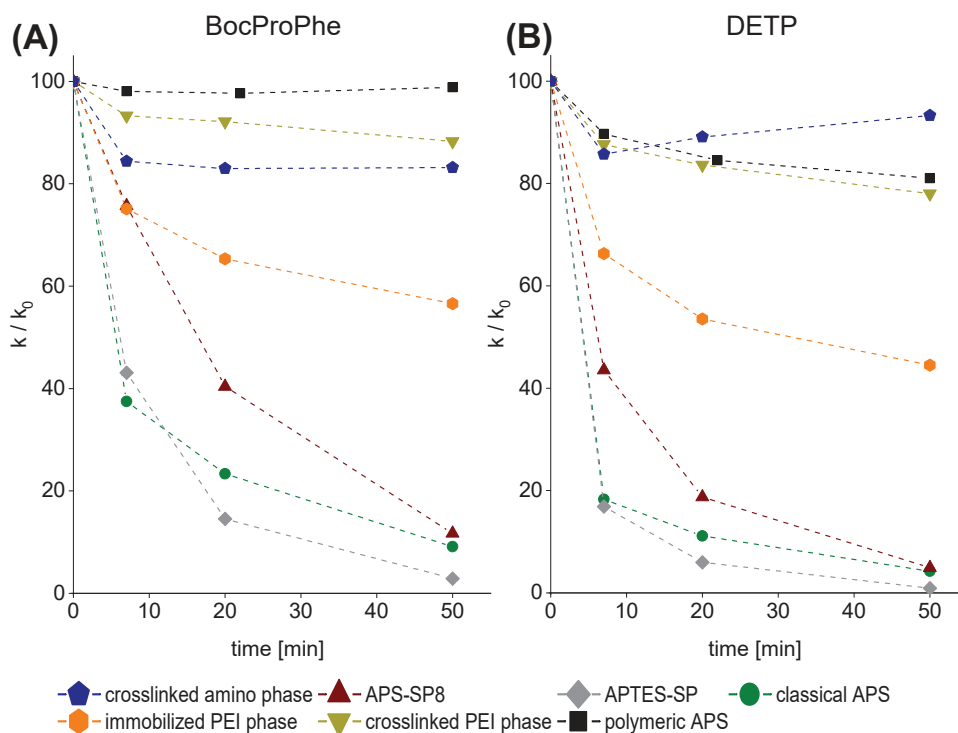 (A)
BocProPhe
(B)
DETP
k / k0
100
80
60
40
20
0
0 10 20 30 40 50
time [min]
k / k0
100
80
60
40
20
0
0 10 20 30 40 50
time [min]
crosslinked amino phase APS-SP8 APTES-SP classical APS
immobilized PEI phase crosslinked PEI phase polymeric APS